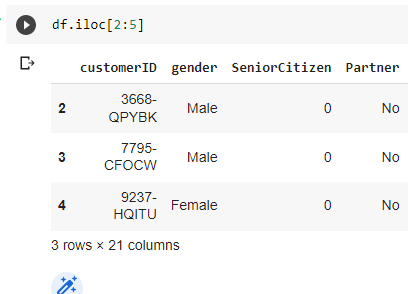 df.iloc[2:5]
customerID gender SeniorCitizen Partner
2 3668-QPYBK Male 0 No
3 7795-CFOCW Male 0 No
4 9237-HQITU Female 0 No
3 rows × 21 columns